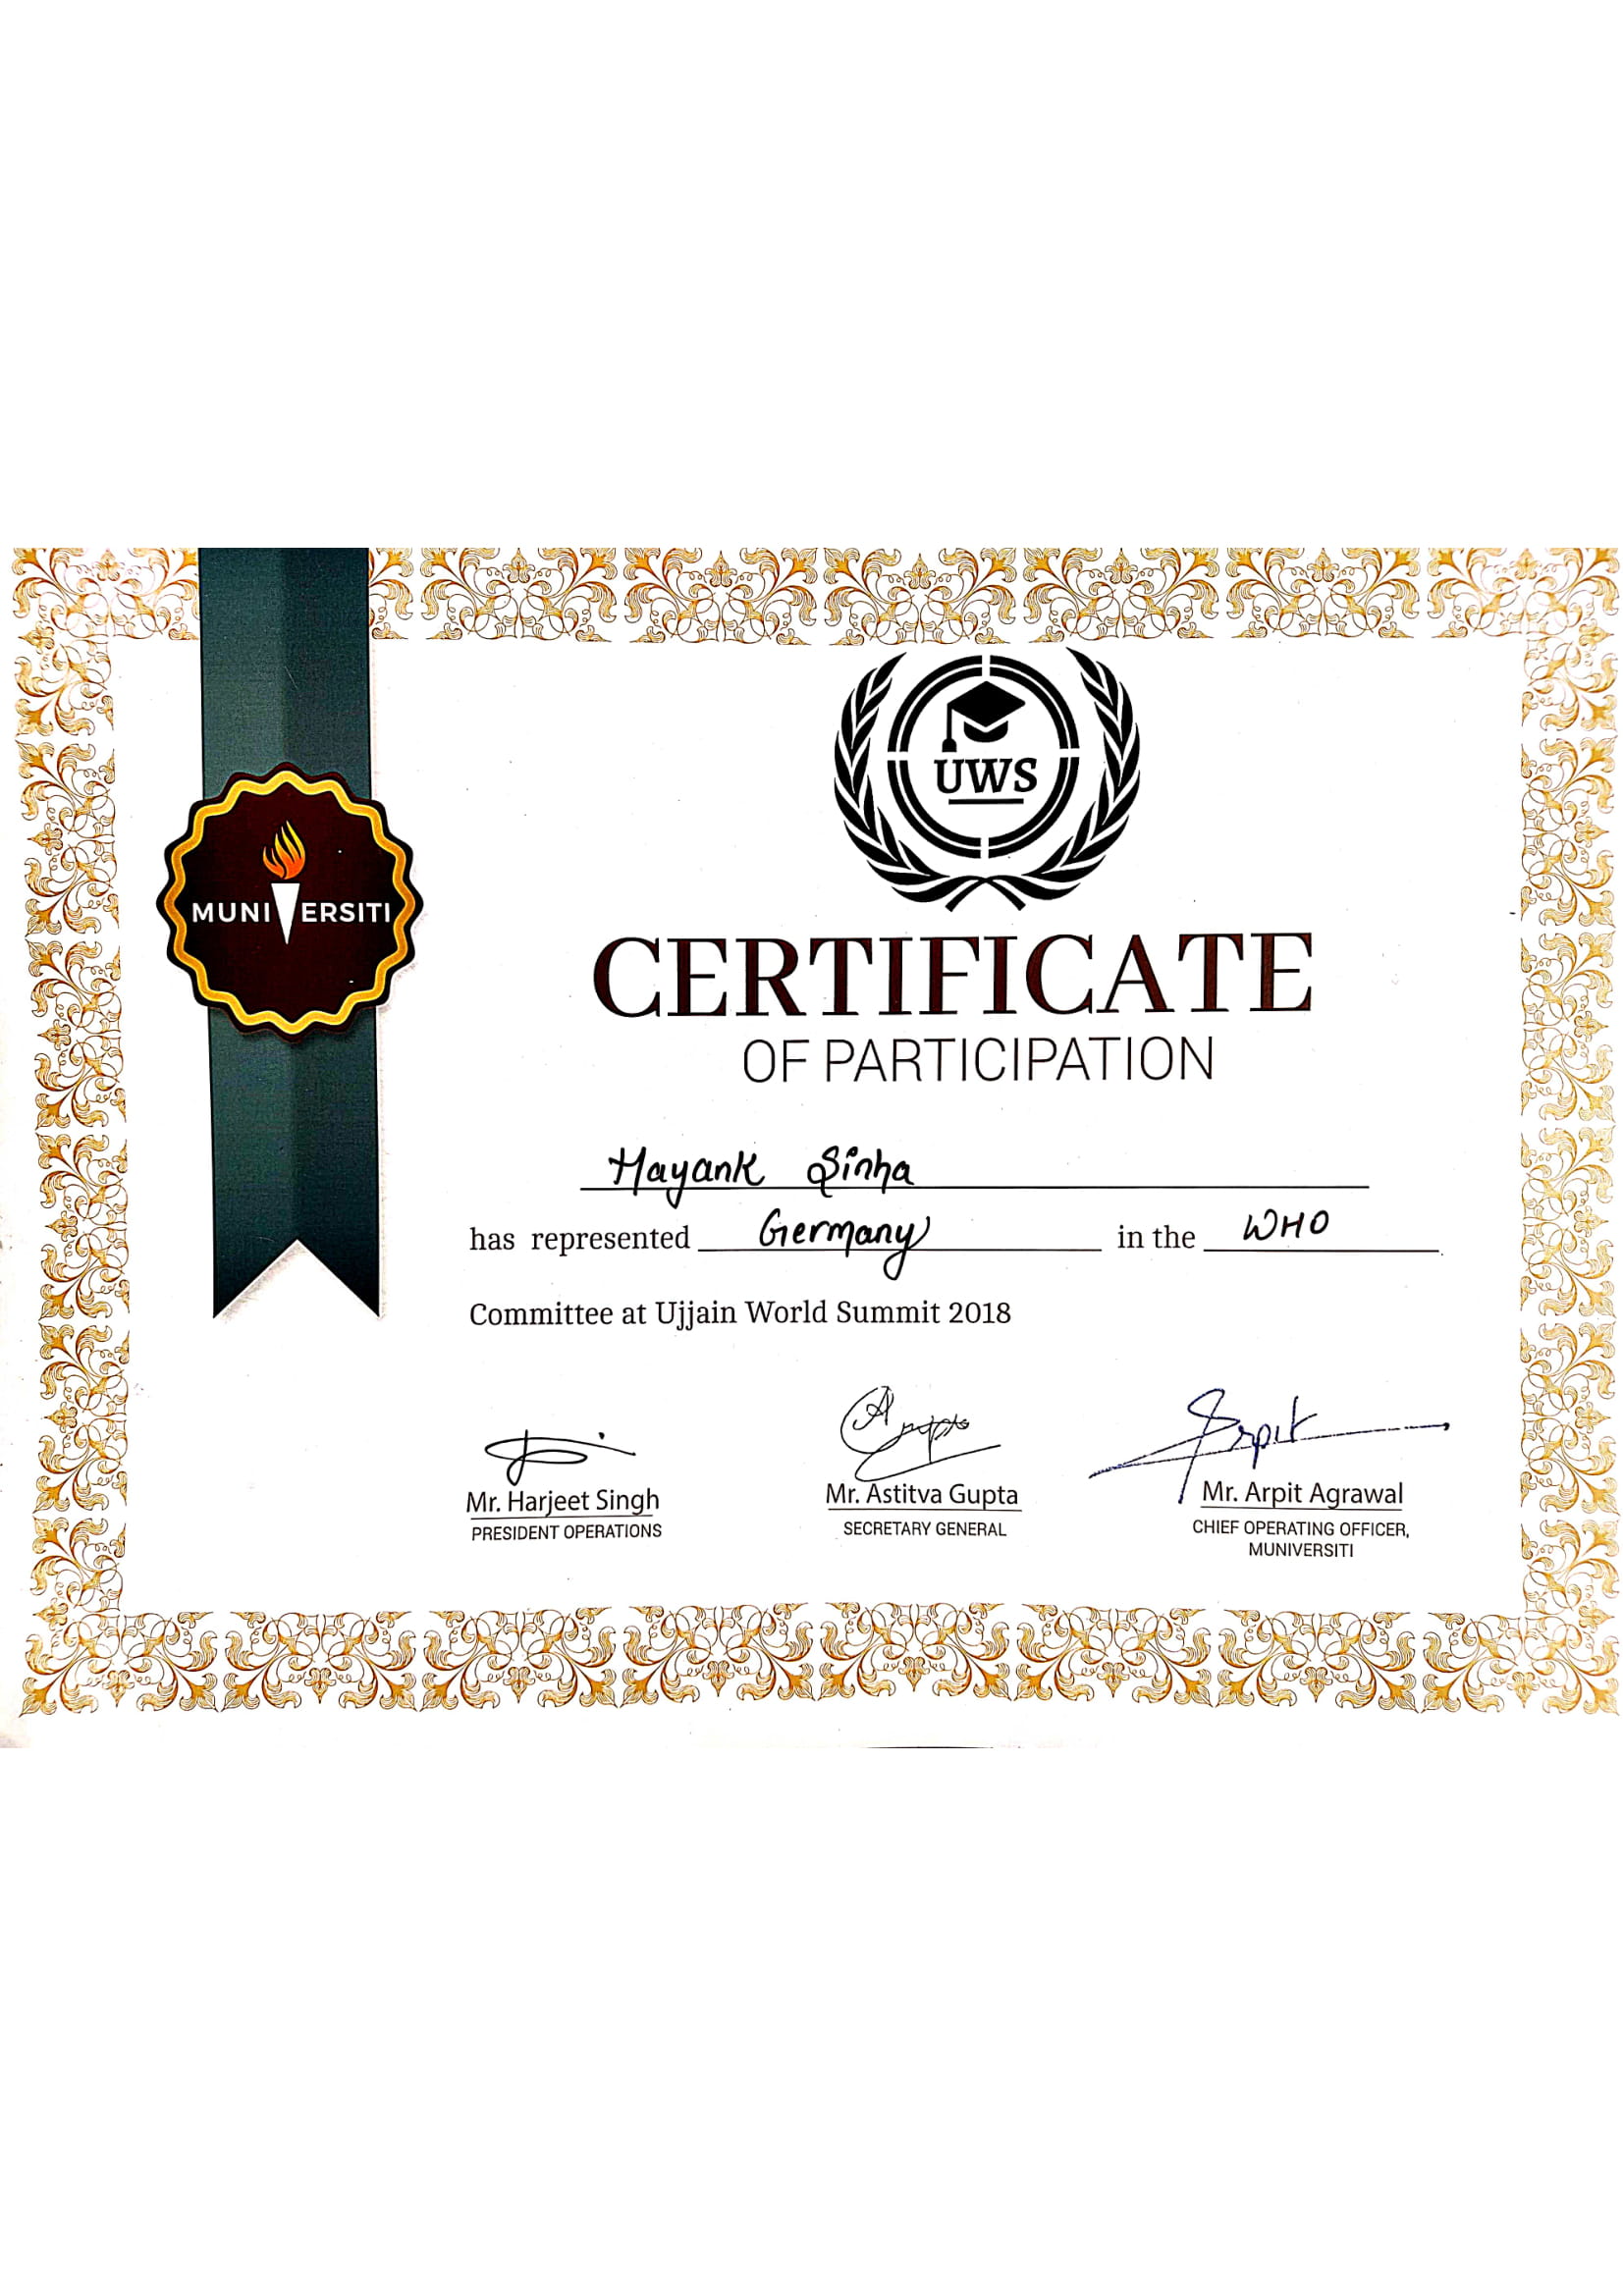 UWS
MUNIVERSITI
CERTIFICATE
OF PARTICIPATION
Mayank Sinha
has represented Germany in the WHO
Committee at Ujjain World Summit 2018
Arpit
Mr. Harjeet Singh Mr. Astitva Gupta Mr. Arpit Agrawal
PRESIDENT OPERATIONS SECRETARY GENERAL CHIEF OPERATING OFFICER,
MUNIVERSITI